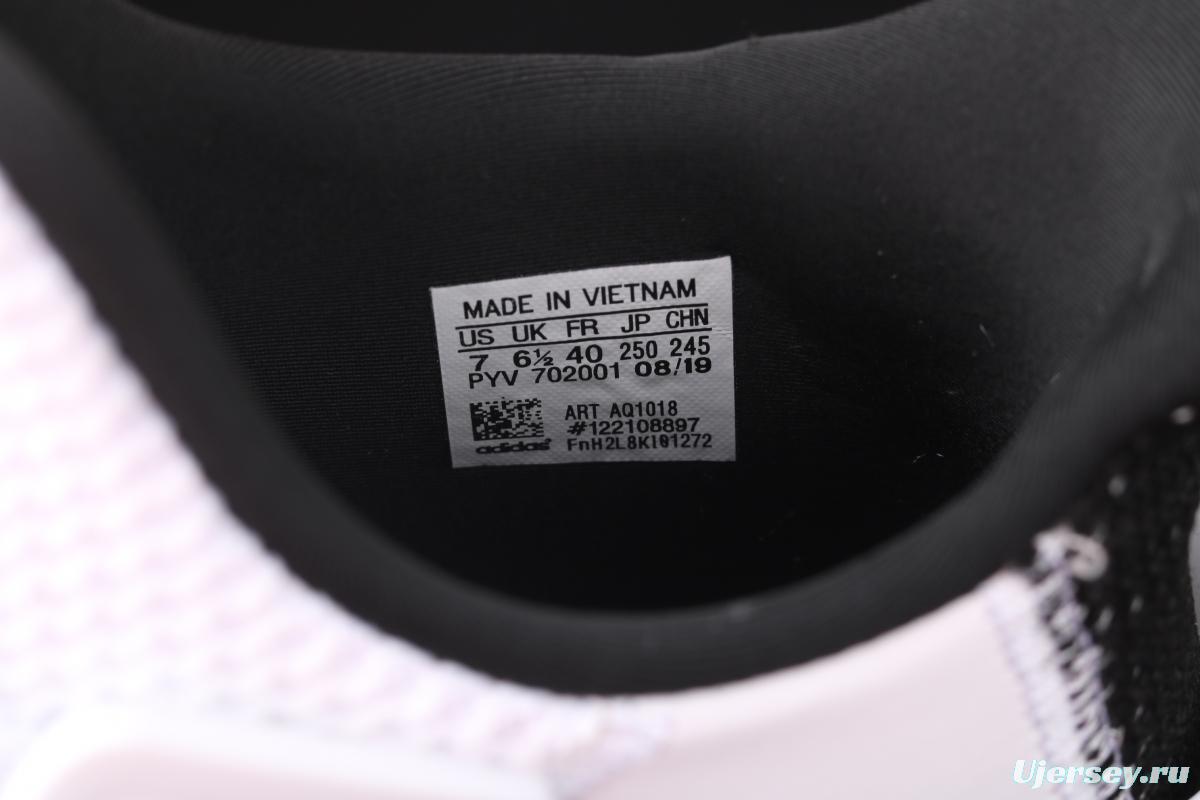 MADE IN VIETNAM
US UK FR JP CHN
7 6½ 40 250 245
PYV 702001 08/19
ART AQ1018
#122108897
adidas FnH2L8KI01272
Ujersey.ru